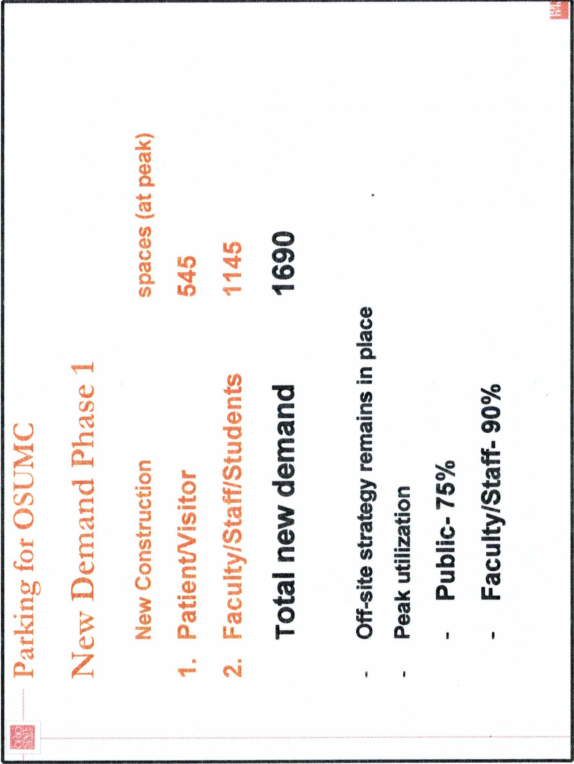 Parking for OSUMC
New Demand Phase 1
New Construction spaces (at peak)
1. Patient/Visitor 545
2. Faculty/Staff/Students 1145
Total new demand 1690
- Off-site strategy remains in place
- Peak utilization
- Public- 75%
- Faculty/Staff- 90%